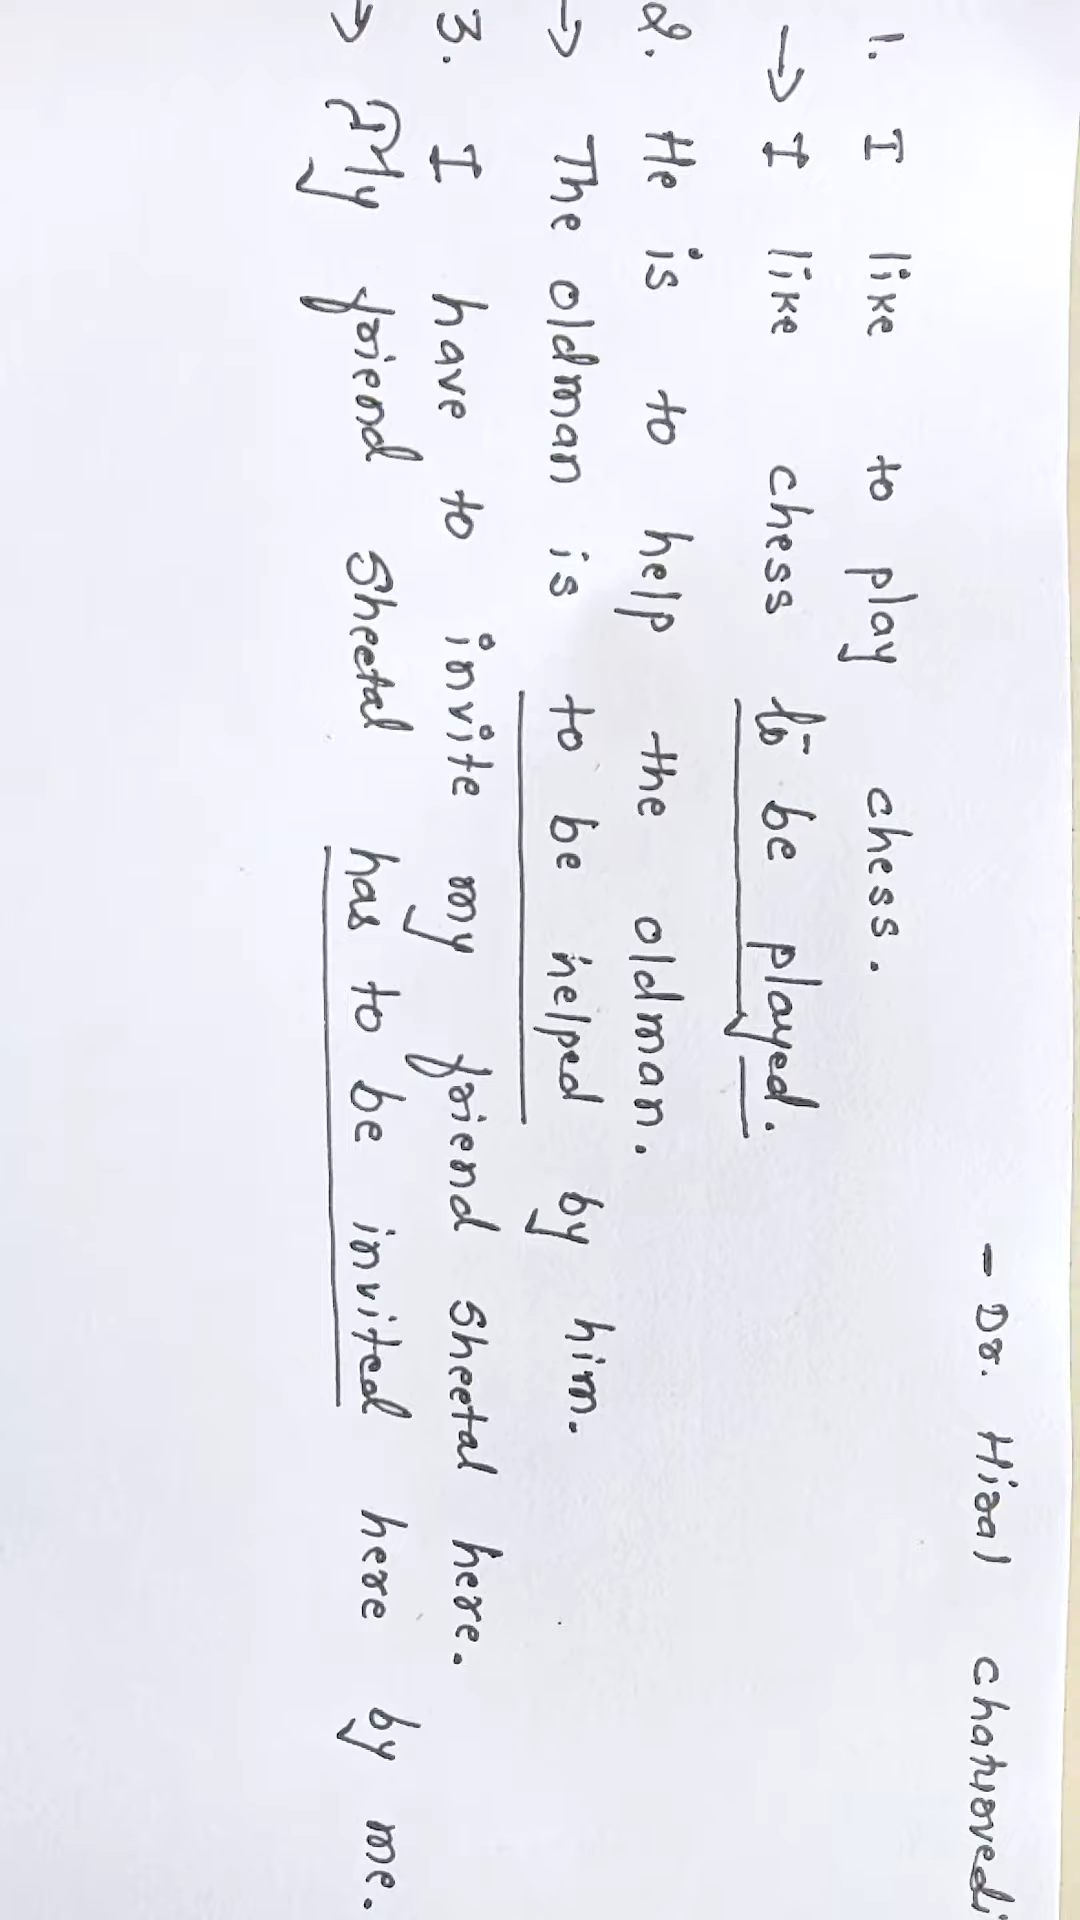 - Dr. Hiral chaturvedi
1. I like to play chess.
→ I like chess to be played.
2. He is to help the oldman.
→ The oldman is to be helped by him.
3. I have to invite my friend sheetal here.
→ My friend Sheetal has to be invited here by me.